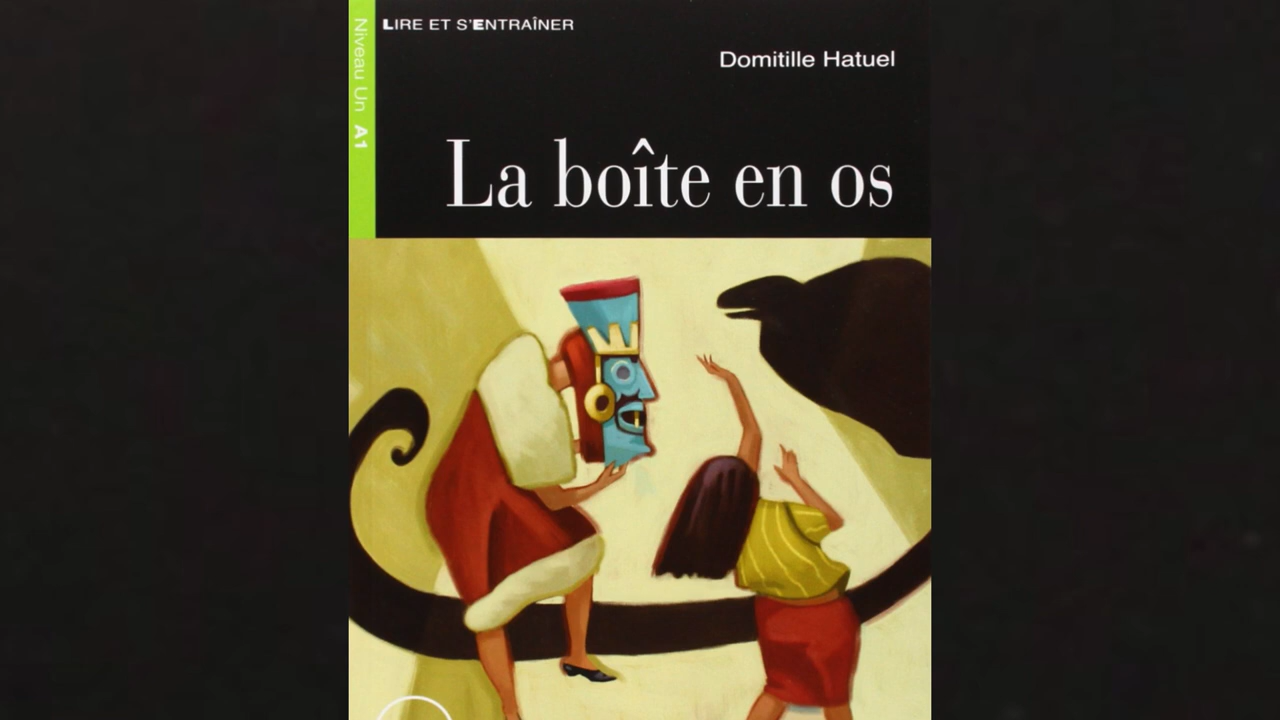 LIRE ET S'ENTRAÎNER
Niveau Un A1
Domitille Hatuel
La boîte en os